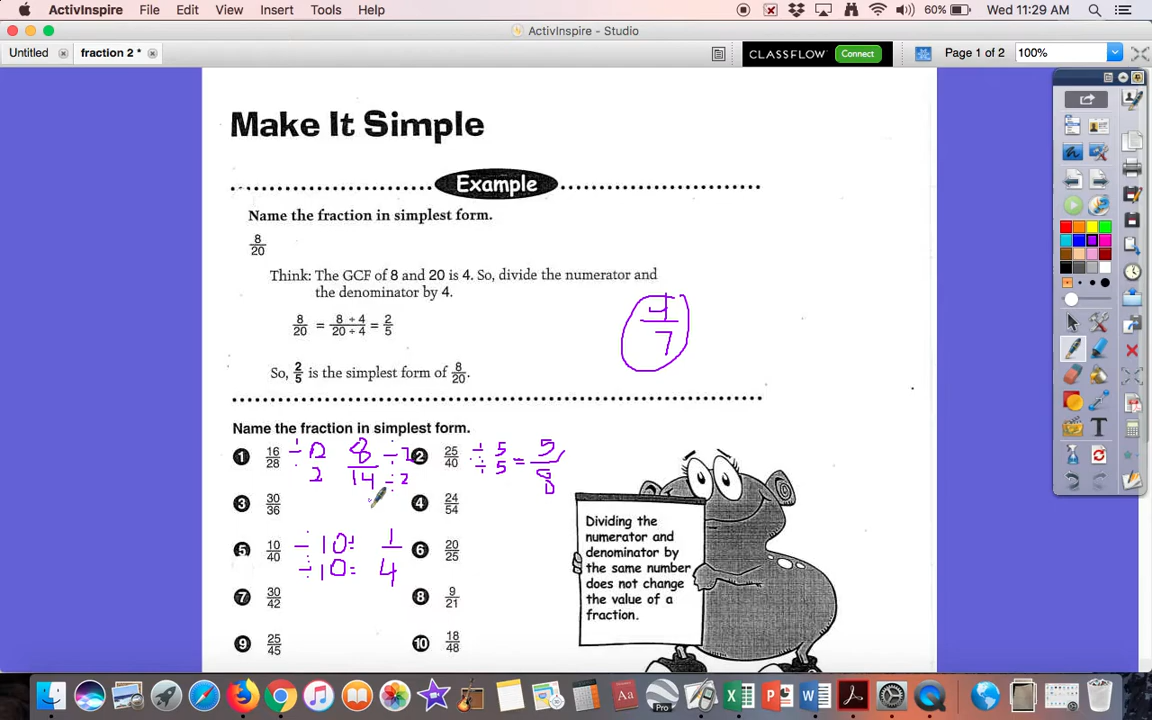 ActivInspire File Edit View Insert Tools Help 60% Wed 11:29 AM
ActivInspire - Studio
Untitled fraction 2 * CLASSFLOW Connect Page 1 of 2 100%
Make It Simple
Example
Name the fraction in simplest form.
8/20
Think: The GCF of 8 and 20 is 4. So, divide the numerator and
the denominator by 4.
8/20 = 8 ÷ 4/20 ÷ 4 = 2/5
4/7
So, 2/5 is the simplest form of 8/20.
Name the fraction in simplest form.
1 16/28 ÷ 2 8/14 ÷ 2 2 25/40 ÷ 5 ÷ 5 = 5/8
3 30/36 4 24/54
5 10/40 ÷ 10 = ÷ 10 = 1/4 6 20/25
7 30/42 8 9/21
9 25/45 10 18/48
Dividing the
numerator and
denominator by
the same number
does not change
the value of a
fraction.
Pro